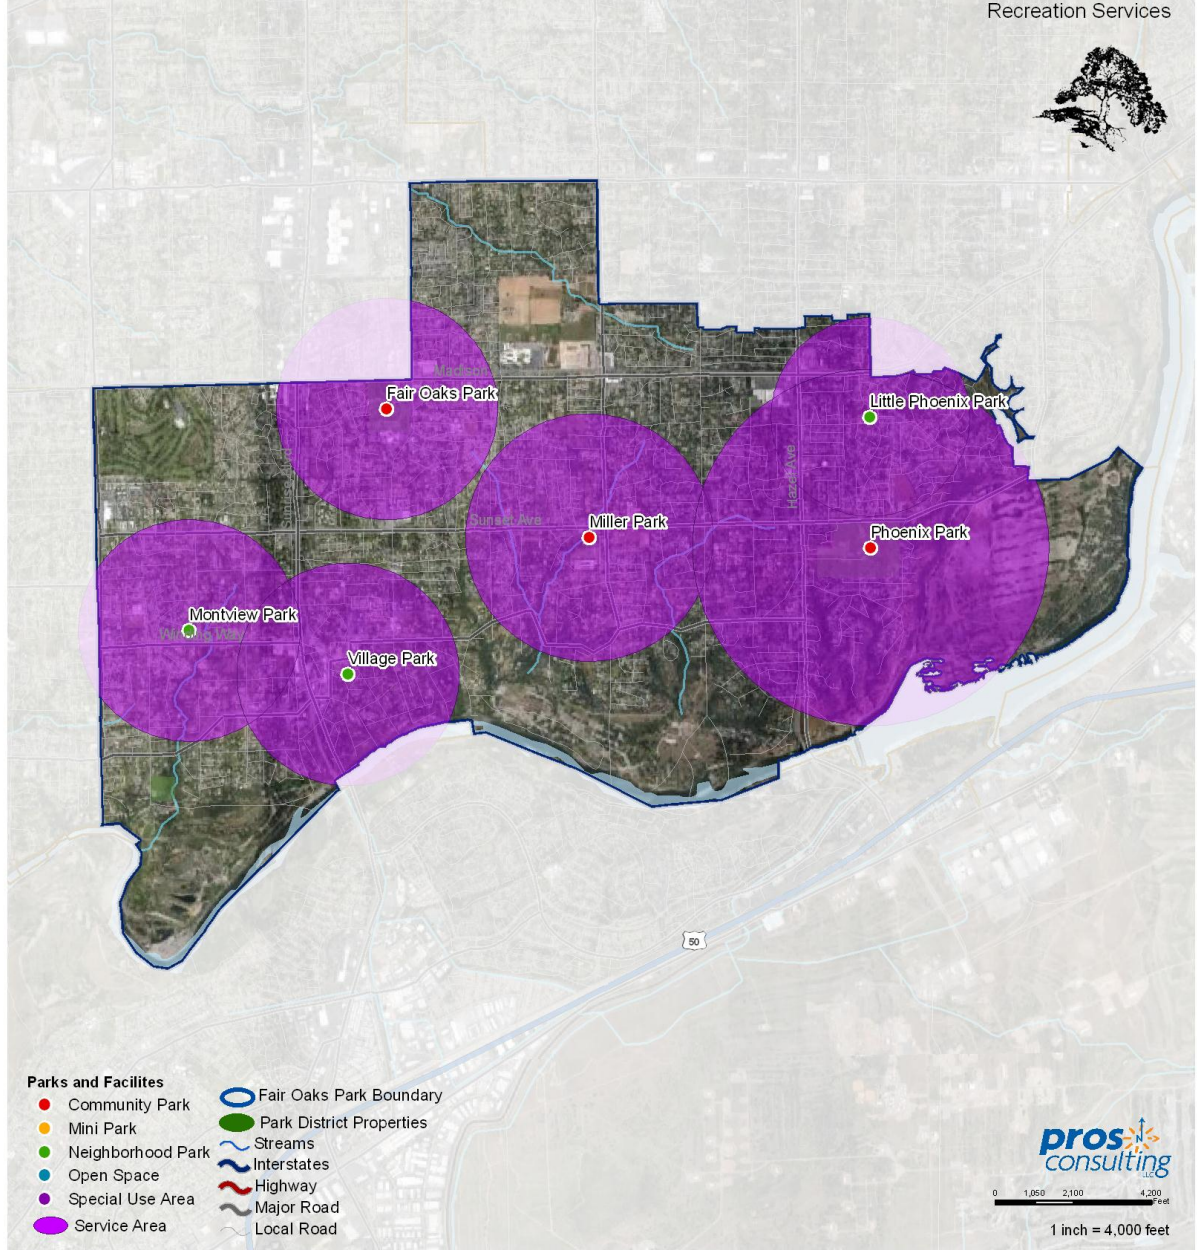 Recreation Services
Madison
Fair Oaks Park
Little Phoenix Park
Hazel Ave
Sunset Ave
Miller Park
Phoenix Park
Montview Park
Winding Way
Village Park
50
Parks and Facilites
Community Park
Mini Park
Neighborhood Park
Open Space
Special Use Area
Service Area
Fair Oaks Park Boundary
Park District Properties
Streams
Interstates
Highway
Major Road
Local Road
N
pros
consulting
LLC
0 1,050 2,100 4,200
Feet
1 inch = 4,000 feet